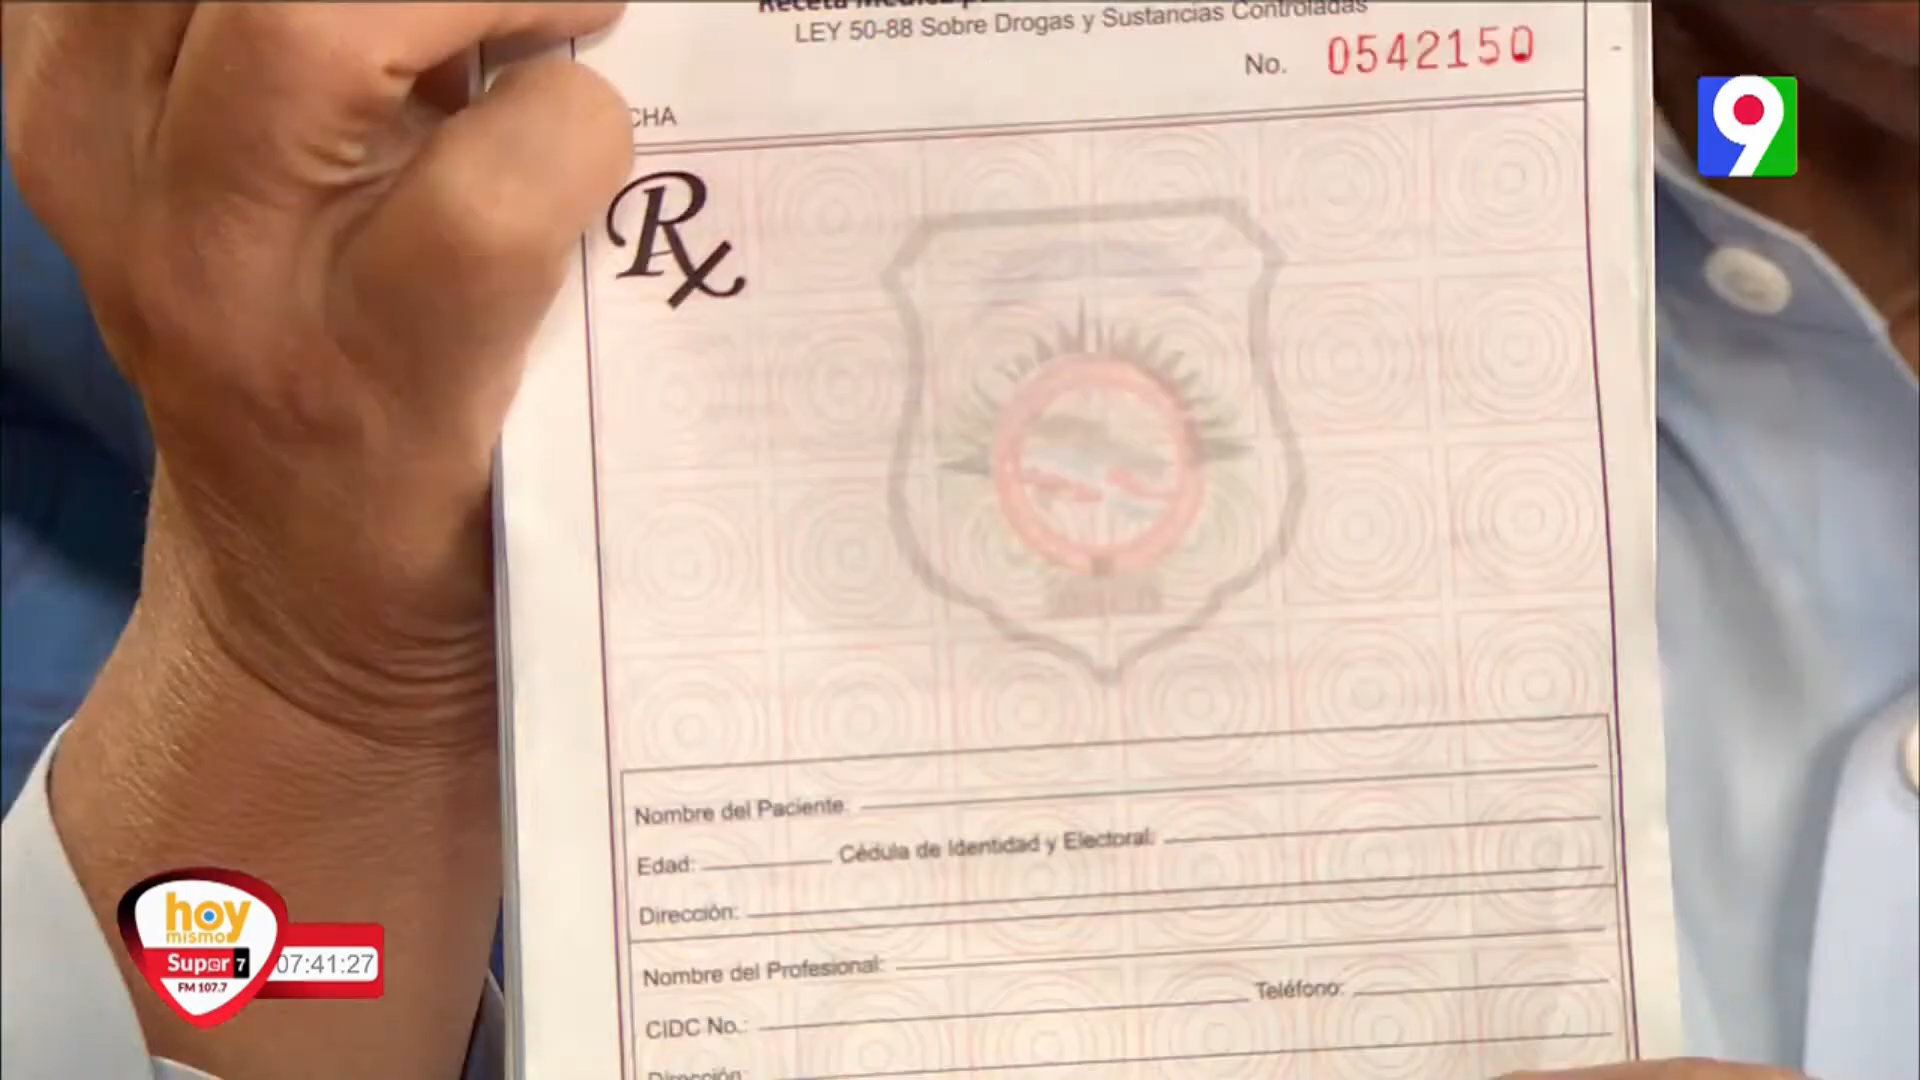 Receta Médica
LEY 50-88 Sobre Drogas y Sustancias Controladas
No. 0542150
CHA
Rx
9
Nombre del Paciente:
Edad: Cédula de Identidad y Electoral:
Dirección:
Nombre del Profesional:
Teléfono:
CIDC No.:
Dirección:
hoy
mismo
Super 7
FM 107.7
07:41:27